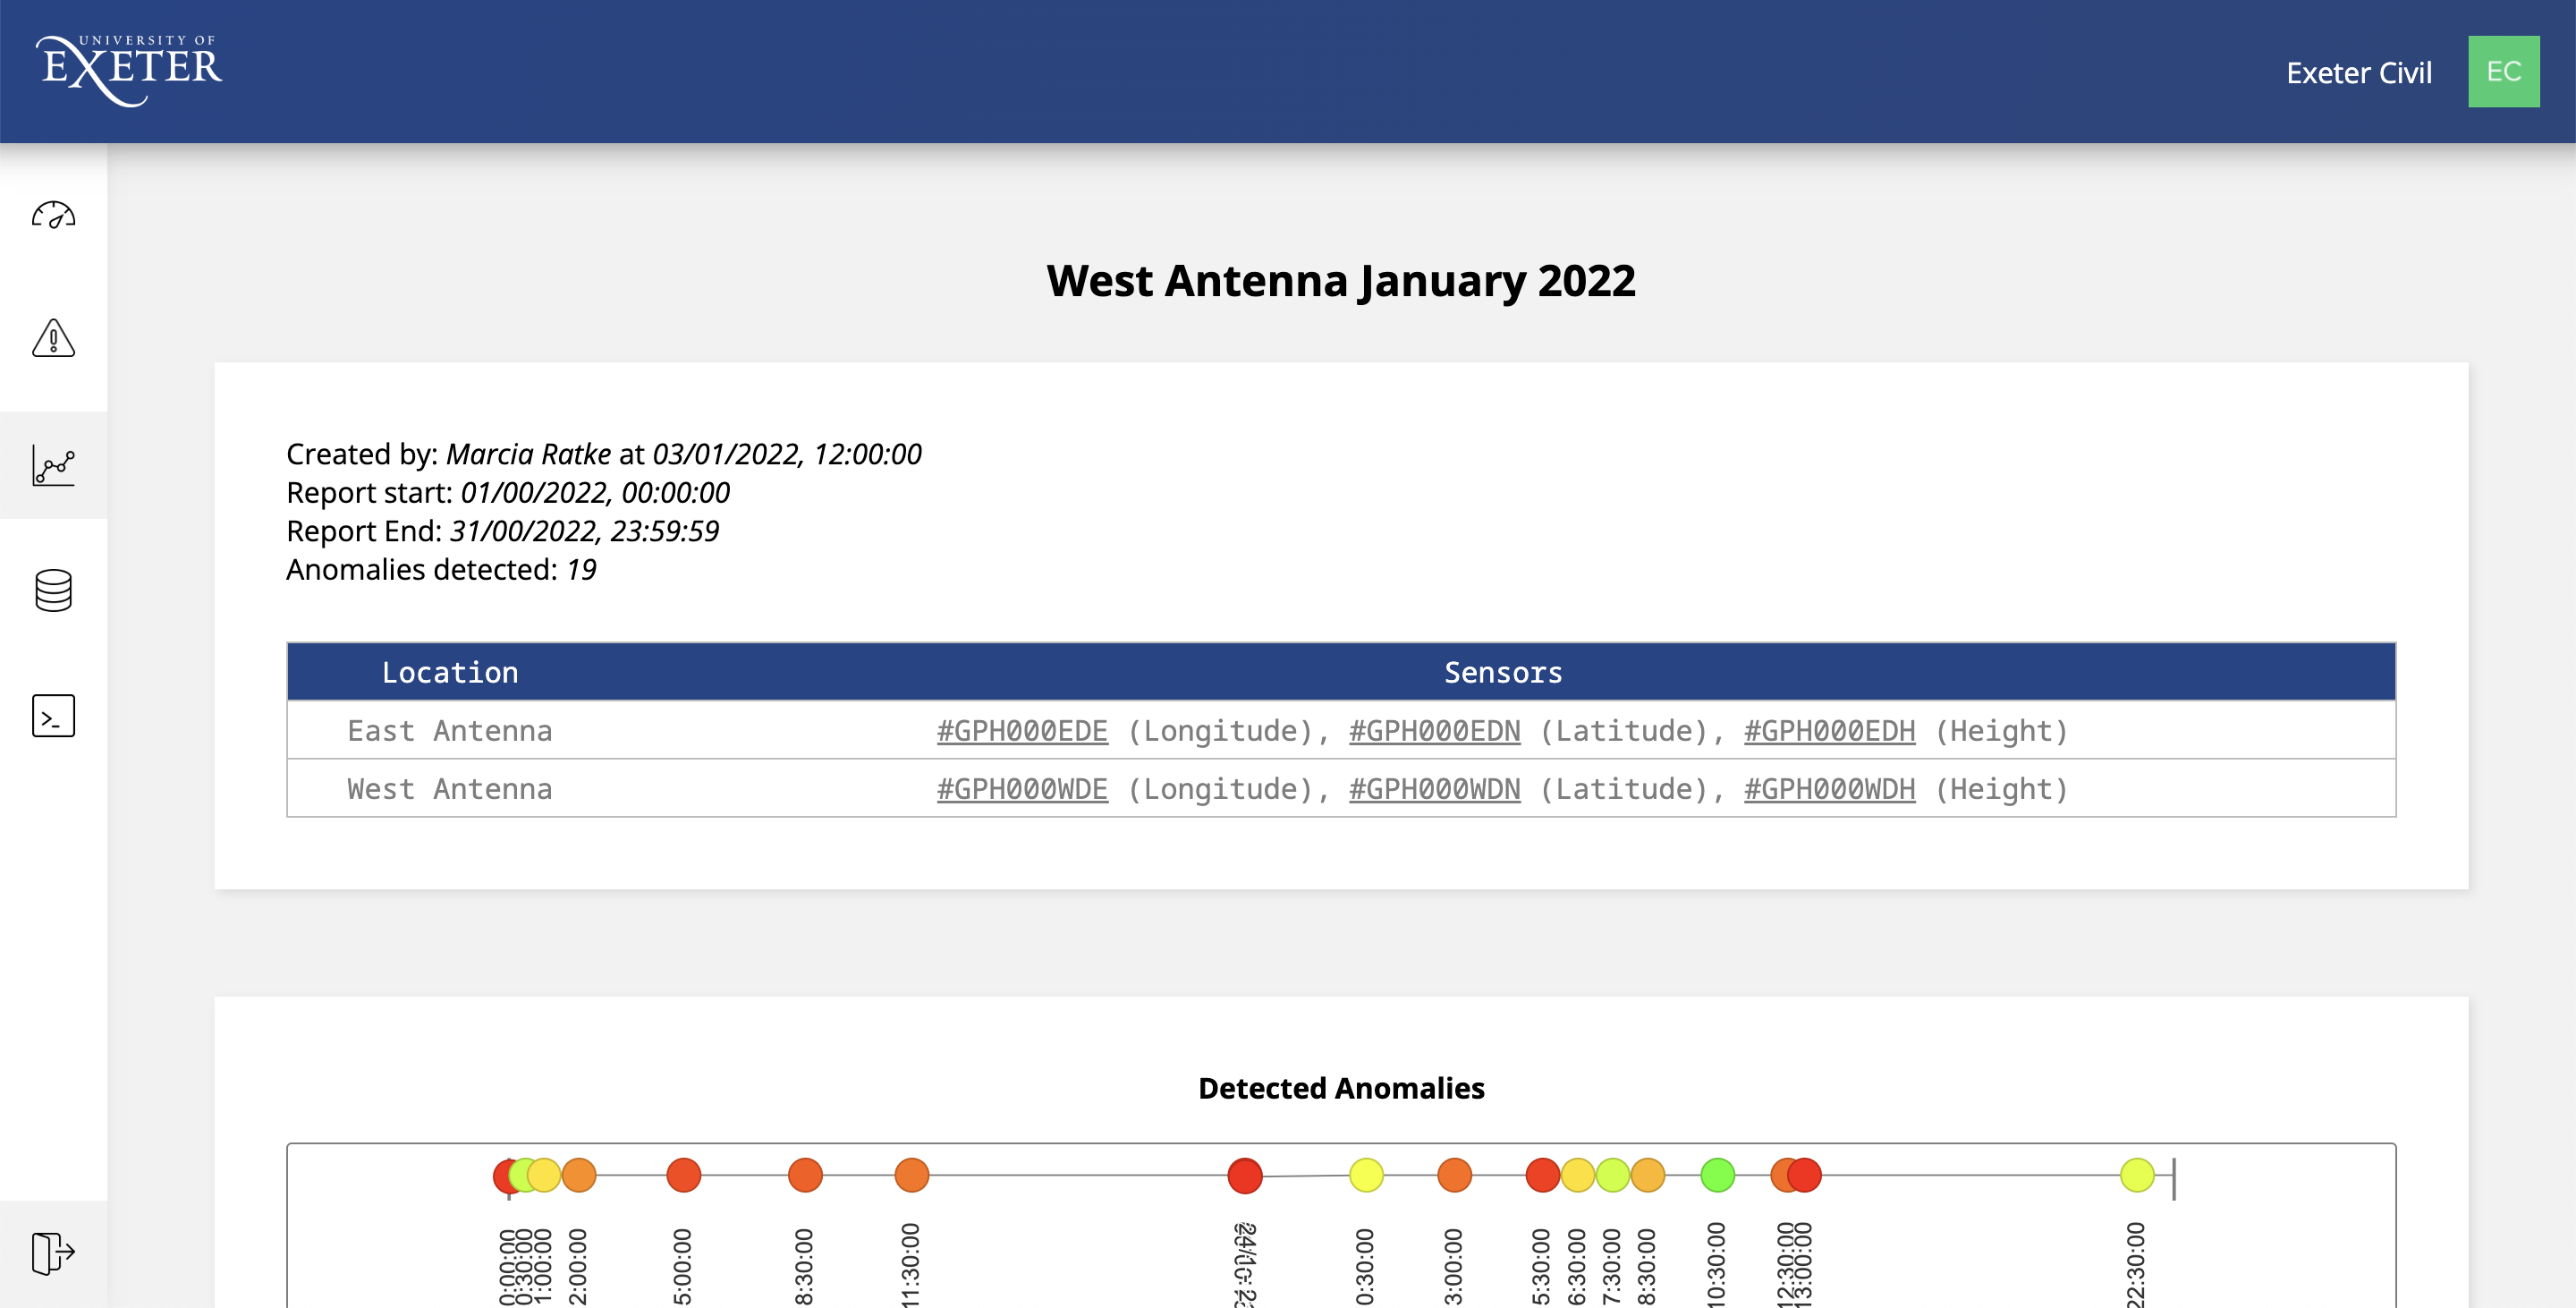 UNIVERSITY OF
EXETER
Exeter Civil
EC
West Antenna January 2022
Created by: Marcia Ratke at 03/01/2022, 12:00:00
Report start: 01/00/2022, 00:00:00
Report End: 31/00/2022, 23:59:59
Anomalies detected: 19
Location Sensors
East Antenna #GPH000EDE (Longitude), #GPH000EDN (Latitude), #GPH000EDH (Height)
West Antenna #GPH000WDE (Longitude), #GPH000WDN (Latitude), #GPH000WDH (Height)
Detected Anomalies
0:00:00
0:30:00
1:00:00
2:00:00
5:00:00
8:30:00
11:30:00
0:30:00
3:00:00
5:30:00
6:30:00
7:30:00
8:30:00
10:30:00
12:30:00
13:00:00
22:30:00